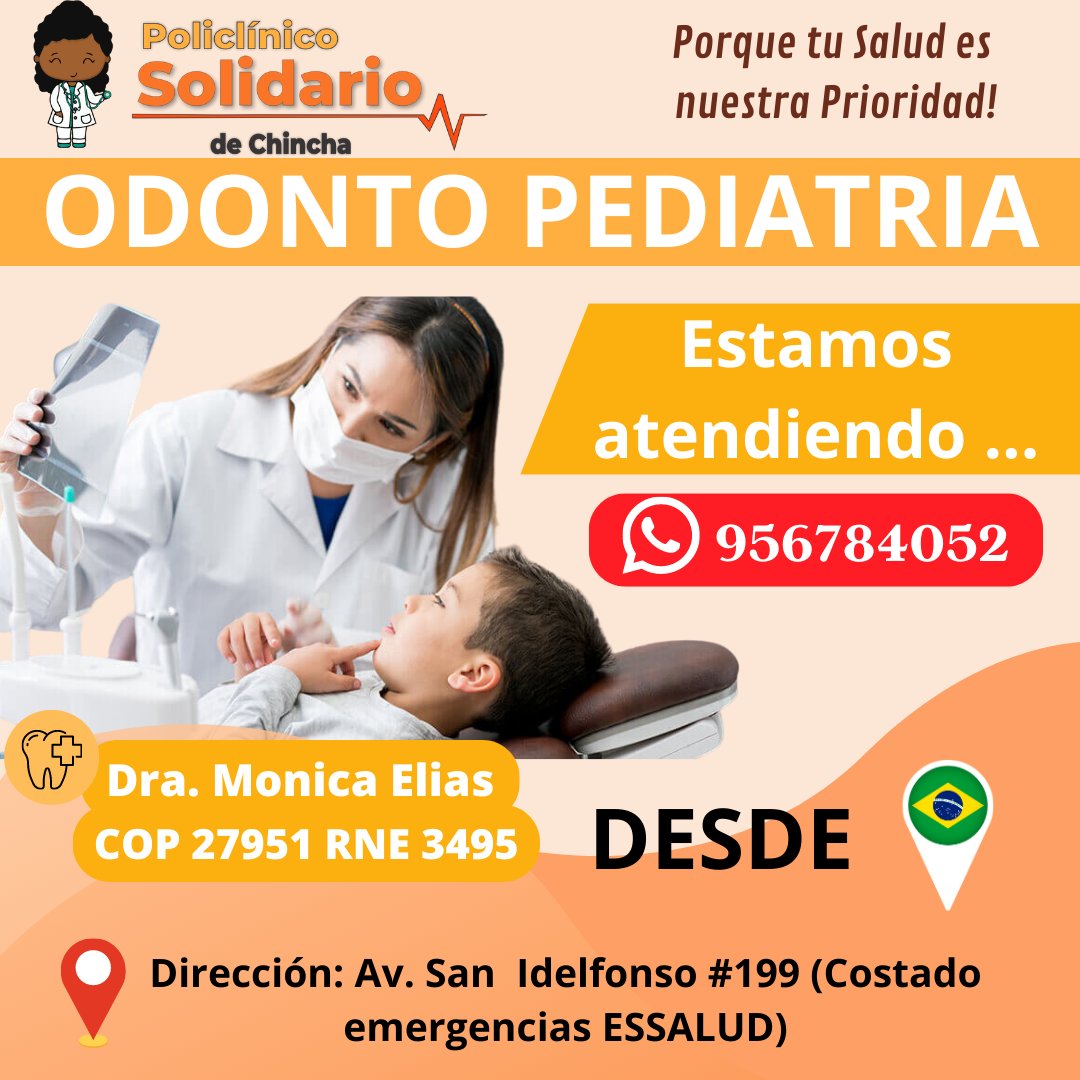 Policlínico
Solidario
de Chincha
Porque tu Salud es
nuestra Prioridad!
ODONTO PEDIATRIA
Estamos
atendiendo ...
956784052
Dra. Monica Elias
COP 27951 RNE 3495
DESDE
Dirección: Av. San Idelfonso #199 (Costado
emergencias ESSALUD)